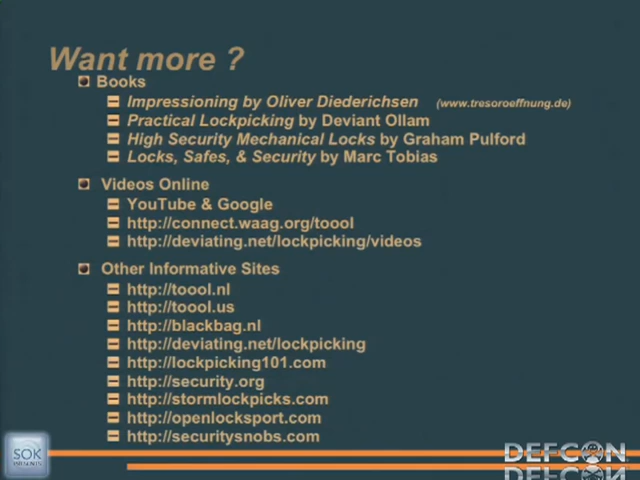 Want more ?
Books
Impressioning by Oliver Diederichsen (www.tresoroeffnung.de)
Practical Lockpicking by Deviant Ollam
High Security Mechanical Locks by Graham Pulford
Locks, Safes, & Security by Marc Tobias
Videos Online
YouTube & Google
http://connect.waag.org/toool
http://deviating.net/lockpicking/videos
Other Informative Sites
http://toool.nl
http://toool.us
http://blackbag.nl
http://deviating.net/lockpicking
http://lockpicking101.com
http://security.org
http://stormlockpicks.com
http://openlocksport.com
http://securitysnobs.com
SOK
PRESENTS
DEFCON